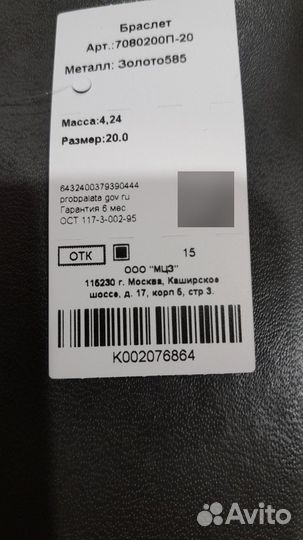 Браслет
Арт.:7080200П-20
Металл: Золото585
Масса:4,24
Размер:20.0
6432400379390444
probpalata gov ru
Гарантия 6 мес
ОСТ 117-3-002-95
ОТК 15
ООО "МЦЗ"
115230 г. Москва, Каширское
шоссе, д. 17, корп 5, стр 3.
K002076864
Avito